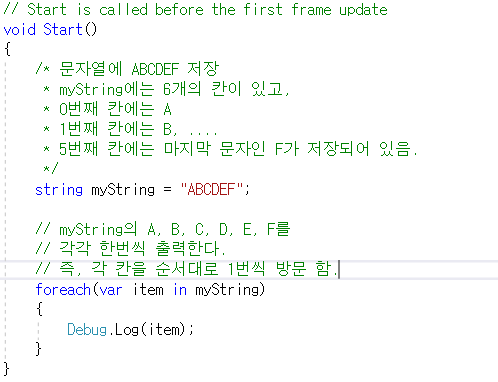 // Start is called before the first frame update
void Start()
{
/* 문자열에 ABCDEF 저장
* myString에는 6개의 칸이 있고,
* 0번째 칸에는 A
* 1번째 칸에는 B, ....
* 5번째 칸에는 마지막 문자인 F가 저장되어 있음.
*/
string myString = "ABCDEF";
// myString의 A, B, C, D, E, F를
// 각각 한번씩 출력한다.
// 즉, 각 칸을 순서대로 1번씩 방문 함.
foreach(var item in myString)
{
Debug.Log(item);
}
}